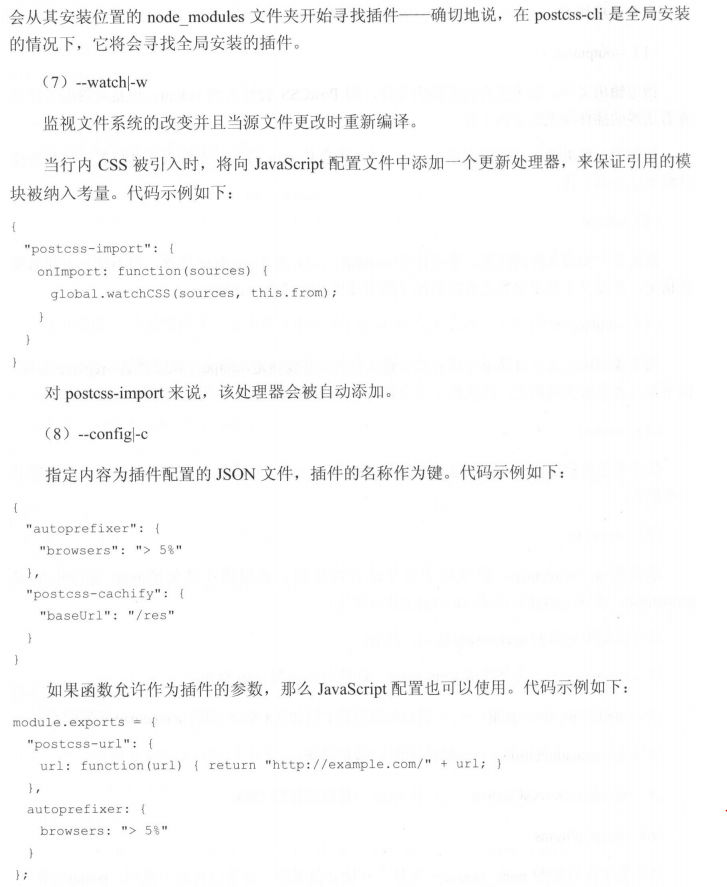 会从其安装位置的 node_modules 文件夹开始寻找插件——确切地说，在 postcss-cli 是全局安装
的情况下，它将会寻找全局安装的插件。
（7）--watch|-w
监视文件系统的改变并且当源文件更改时重新编译。
当行内 CSS 被引入时，将向 JavaScript 配置文件中添加一个更新处理器，来保证引用的模
块被纳入考量。代码示例如下：
{
  "postcss-import": {
    onImport: function(sources) {
      global.watchCSS(sources, this.from);
    }
  }
}
对 postcss-import 来说，该处理器会被自动添加。
（8）--config|-c
指定内容为插件配置的 JSON 文件，插件的名称作为键。代码示例如下：
{
  "autoprefixer": {
    "browsers": "> 5%"
  },
  "postcss-cachify": {
    "baseUrl": "/res"
  }
}
如果函数允许作为插件的参数，那么 JavaScript 配置也可以使用。代码示例如下：
module.exports = {
  "postcss-url": {
    url: function(url) { return "http://example.com/" + url; }
  },
  autoprefixer: {
    browsers: "> 5%"
  }
};